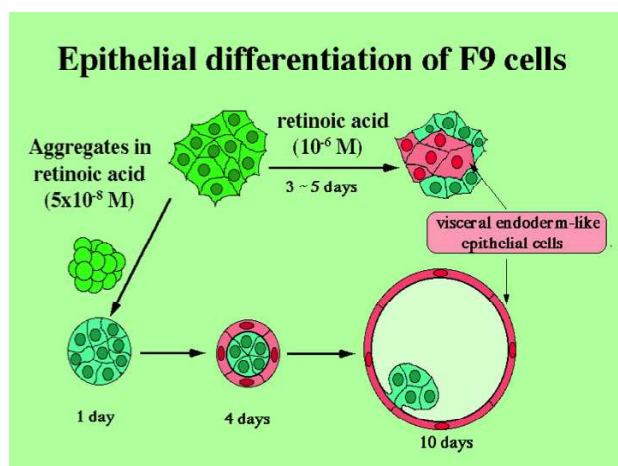 Epithelial differentiation of F9 cells
Aggregates in
retinoic acid
(5x10⁻⁸ M)
retinoic acid
(10⁻⁶ M)
3 ~ 5 days
visceral endoderm-like
epithelial cells
1 day
4 days
10 days